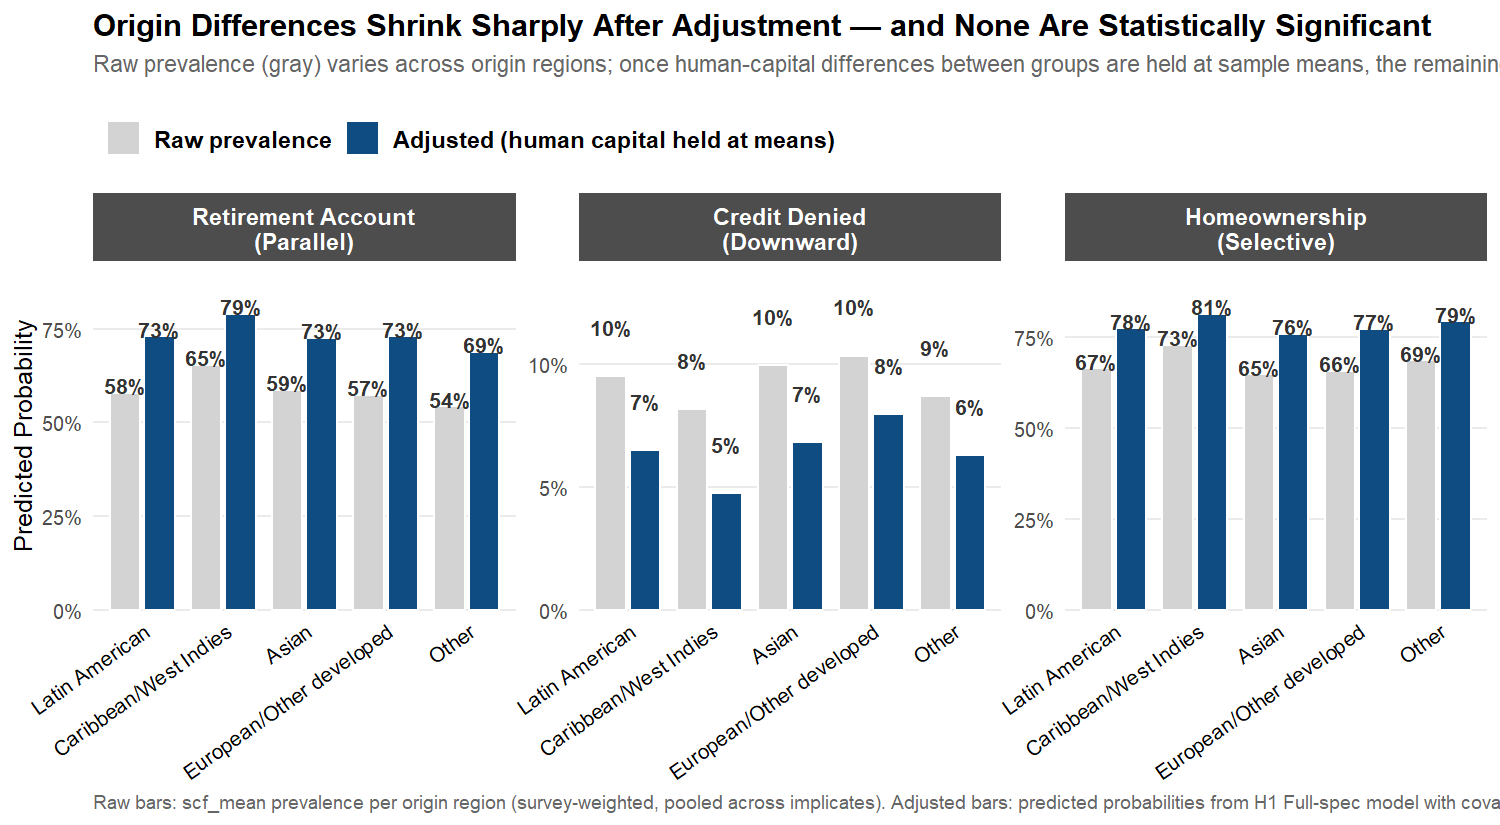 Origin Differences Shrink Sharply After Adjustment — and None Are Statistically Significant
Raw prevalence (gray) varies across origin regions; once human-capital differences between groups are held at sample means, the
Raw prevalence
Adjusted (human capital held at means)
Retirement Account
(Parallel)
Credit Denied
(Downward)
Homeownership
(Selective)
Predicted Probability
75%
50%
25%
0%
58%
73%
65%
79%
59%
73%
57%
73%
54%
69%
Latin American
Caribbean/West Indies
Asian
European/Other developed
Other
10%
5%
0%
10%
7%
8%
5%
10%
7%
10%
8%
9%
6%
Latin American
Caribbean/West Indies
Asian
European/Other developed
Other
75%
50%
25%
0%
67%
78%
73%
81%
65%
76%
66%
77%
69%
79%
Latin American
Caribbean/West Indies
Asian
European/Other developed
Other
Raw bars: scf_mean prevalence per origin region (survey-weighted, pooled across implicates). Adjusted bars: predicted probabilities from H1 Full-spec model with